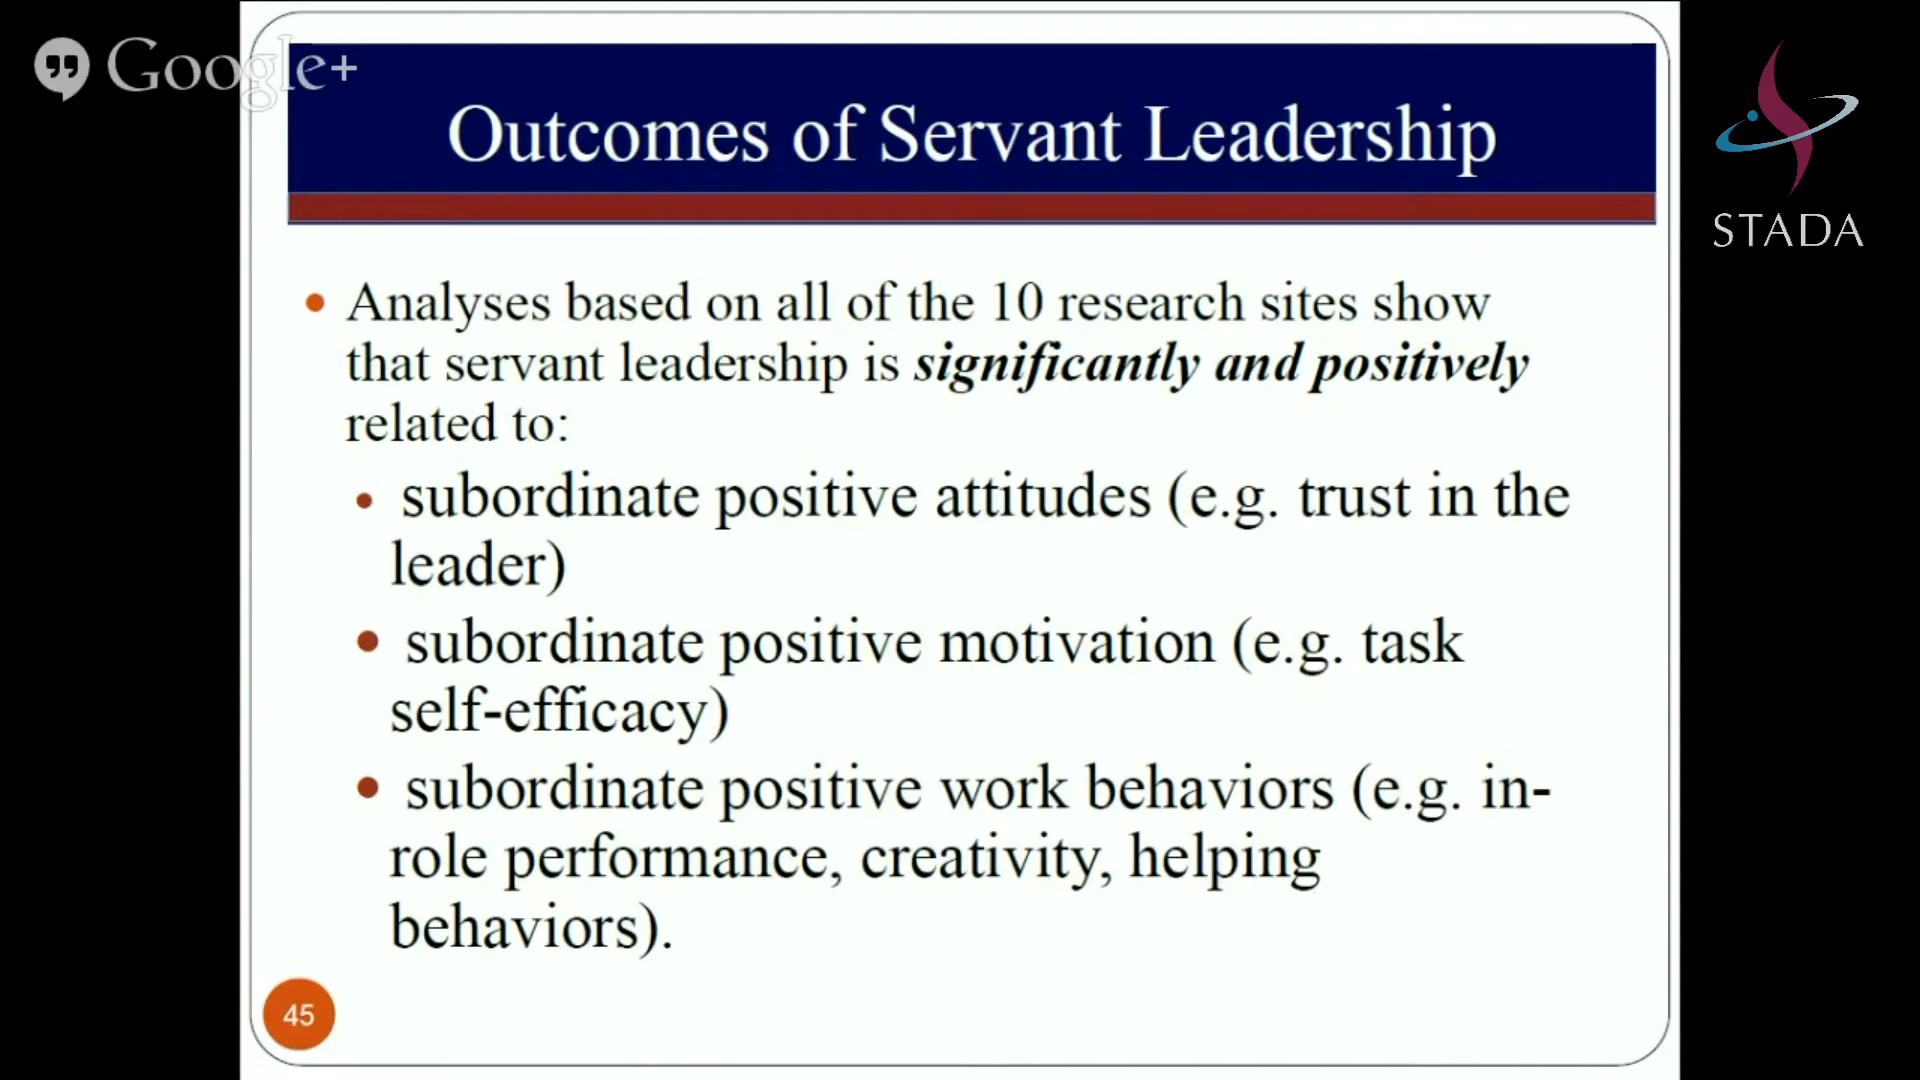 Google+
Outcomes of Servant Leadership
STADA
• Analyses based on all of the 10 research sites show
that servant leadership is significantly and positively
related to:
• subordinate positive attitudes (e.g. trust in the
leader)
• subordinate positive motivation (e.g. task
self-efficacy)
• subordinate positive work behaviors (e.g. in-
role performance, creativity, helping
behaviors).
45